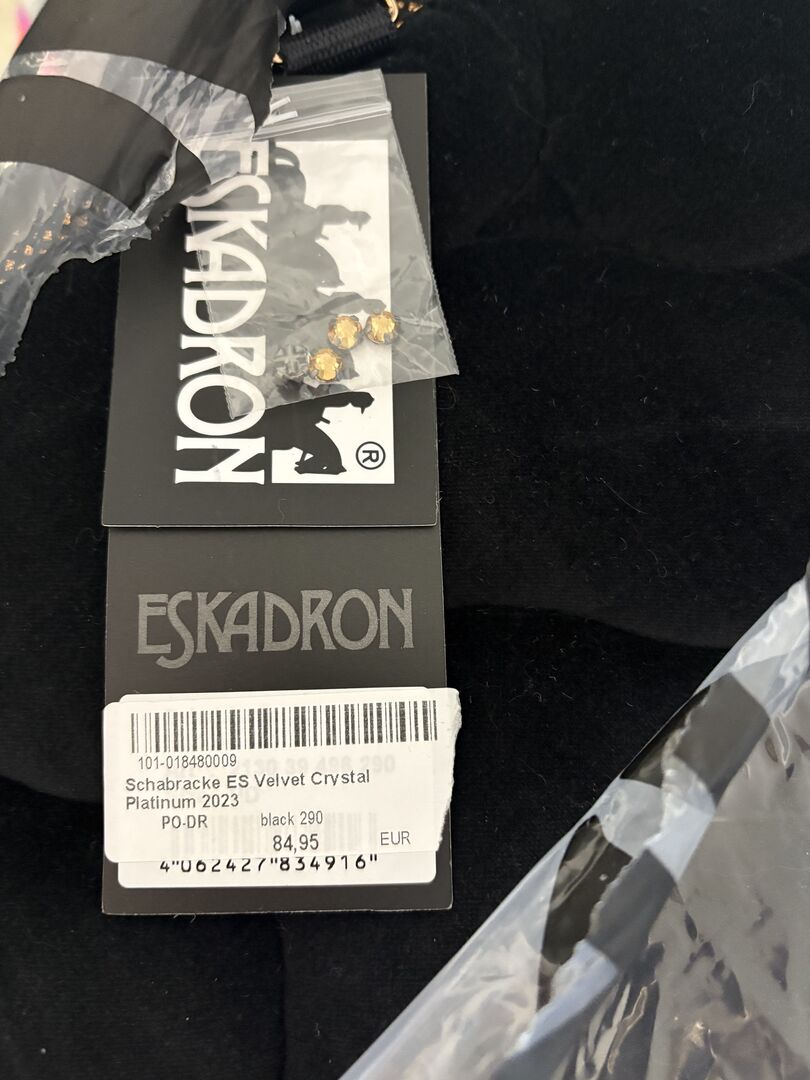 ESKADRON
®
ESKADRON
101-018480009
Schabracke ES Velvet Crystal
Platinum 2023
PO-DR
black 290
84,95
EUR
4"062427"834916"